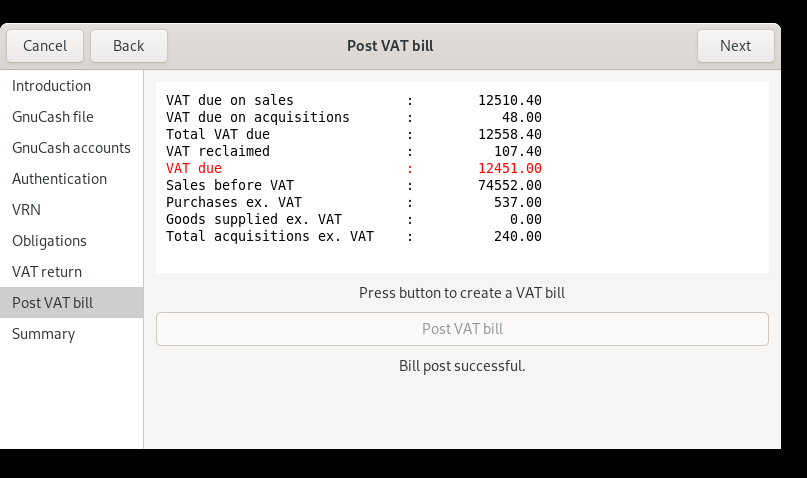 Cancel Back Post VAT bill Next
Introduction
GnuCash file
GnuCash accounts
Authentication
VRN
Obligations
VAT return
Post VAT bill
Summary
VAT due on sales : 12510.40
VAT due on acquisitions : 48.00
Total VAT due : 12558.40
VAT reclaimed : 107.40
VAT due : 12451.00
Sales before VAT : 74552.00
Purchases ex. VAT : 537.00
Goods supplied ex. VAT : 0.00
Total acquisitions ex. VAT : 240.00
Press button to create a VAT bill
Post VAT bill
Bill post successful.